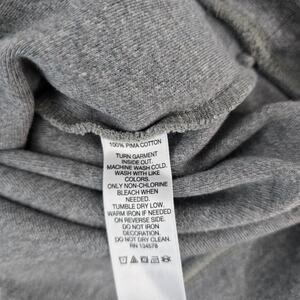 100% PIMA COTTON
TURN GARMENT
INSIDE OUT.
MACHINE WASH COLD.
WASH WITH LIKE
COLORS.
ONLY NON-CHLORINE
BLEACH WHEN
NEEDED.
TUMBLE DRY LOW.
WARM IRON IF NEEDED
ON REVERSE SIDE.
DO NOT IRON
DECORATION.
DO NOT DRY CLEAN.
RN 134578